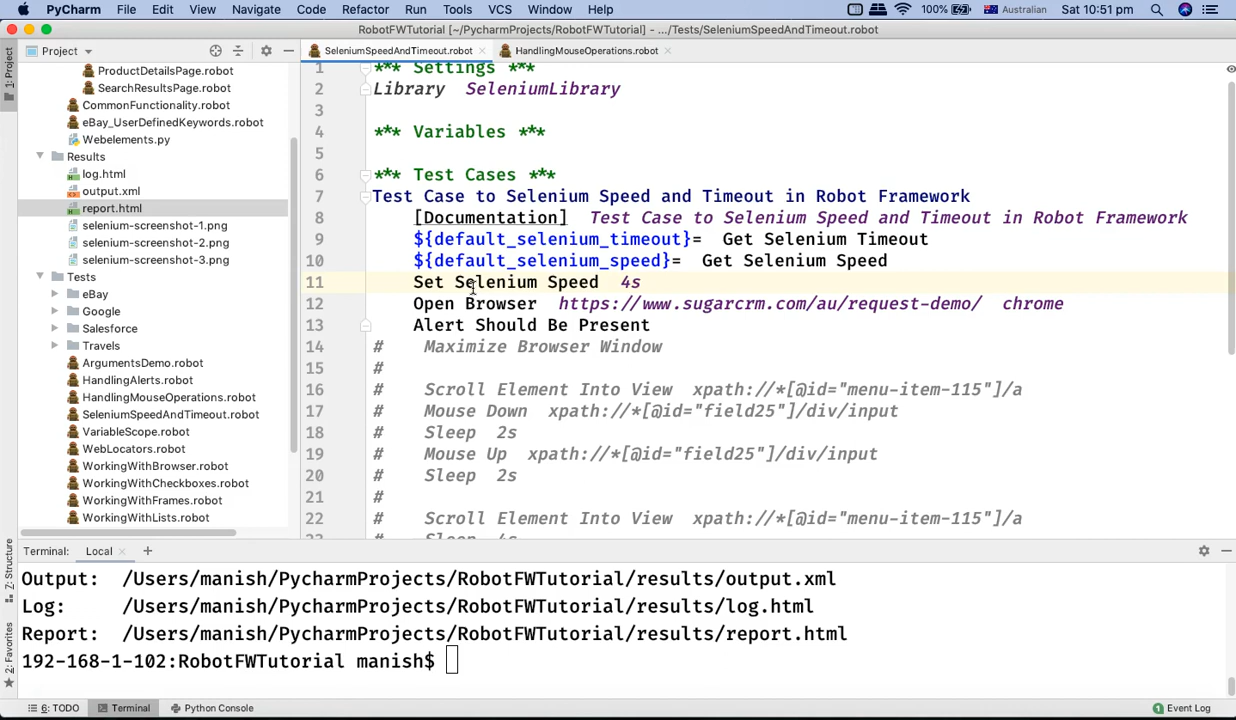 PyCharm File Edit View Navigate Code Refactor Run Tools VCS Window Help 100% Australian Sat 10:51 pm
RobotFWTutorial [~/PycharmProjects/RobotFWTutorial] - .../Tests/SeleniumSpeedAndTimeout.robot
1: Project
Project
SeleniumSpeedAndTimeout.robot
HandlingMouseOperations.robot
ProductDetailsPage.robot
SearchResultsPage.robot
CommonFunctionality.robot
eBay_UserDefinedKeywords.robot
Webelements.py
Results
log.html
output.xml
report.html
selenium-screenshot-1.png
selenium-screenshot-2.png
selenium-screenshot-3.png
Tests
eBay
Google
Salesforce
Travels
ArgumentsDemo.robot
HandlingAlerts.robot
HandlingMouseOperations.robot
SeleniumSpeedAndTimeout.robot
VariableScope.robot
WebLocators.robot
WorkingWithBrowser.robot
WorkingWithCheckboxes.robot
WorkingWithFrames.robot
WorkingWithLists.robot
1 *** Settings ***
2 Library  SeleniumLibrary
3
4 *** Variables ***
5
6 *** Test Cases ***
7 Test Case to Selenium Speed and Timeout in Robot Framework
8     [Documentation]  Test Case to Selenium Speed and Timeout in Robot Framework
9     ${default_selenium_timeout}=  Get Selenium Timeout
10     ${default_selenium_speed}=  Get Selenium Speed
11     Set Selenium Speed  4s
12     Open Browser  https://www.sugarcrm.com/au/request-demo/  chrome
13     Alert Should Be Present
14 #    Maximize Browser Window
15 #
16 #    Scroll Element Into View  xpath://*[@id="menu-item-115"]/a
17 #    Mouse Down  xpath://*[@id="field25"]/div/input
18 #    Sleep  2s
19 #    Mouse Up  xpath://*[@id="field25"]/div/input
20 #    Sleep  2s
21 #
22 #    Scroll Element Into View  xpath://*[@id="menu-item-115"]/a
23 #    Sleep  4s
Terminal: Local +
Output:  /Users/manish/PycharmProjects/RobotFWTutorial/results/output.xml
Log:     /Users/manish/PycharmProjects/RobotFWTutorial/results/log.html
Report:  /Users/manish/PycharmProjects/RobotFWTutorial/results/report.html
192-168-1-102:RobotFWTutorial manish$
Z: Structure
2: Favorites
6: TODO
Terminal
Python Console
1 Event Log